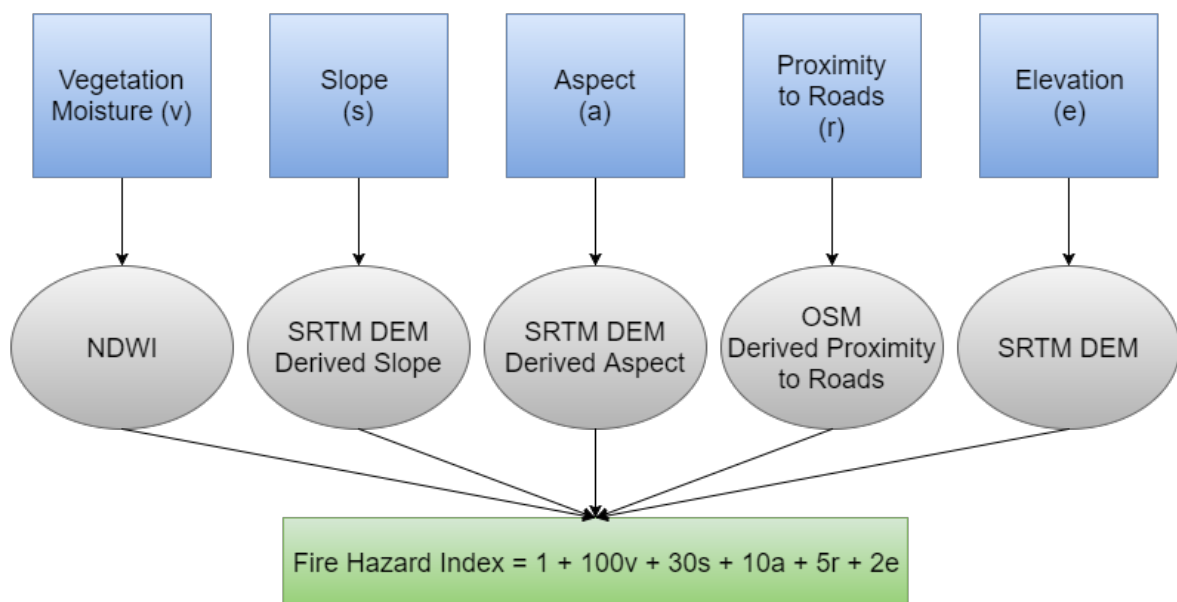 Vegetation
Moisture (v)
Slope
(s)
Aspect
(a)
Proximity
to Roads
(r)
Elevation
(e)
NDWI
SRTM DEM
Derived Slope
SRTM DEM
Derived Aspect
OSM
Derived Proximity
to Roads
SRTM DEM
Fire Hazard Index = 1 + 100v + 30s + 10a + 5r + 2e